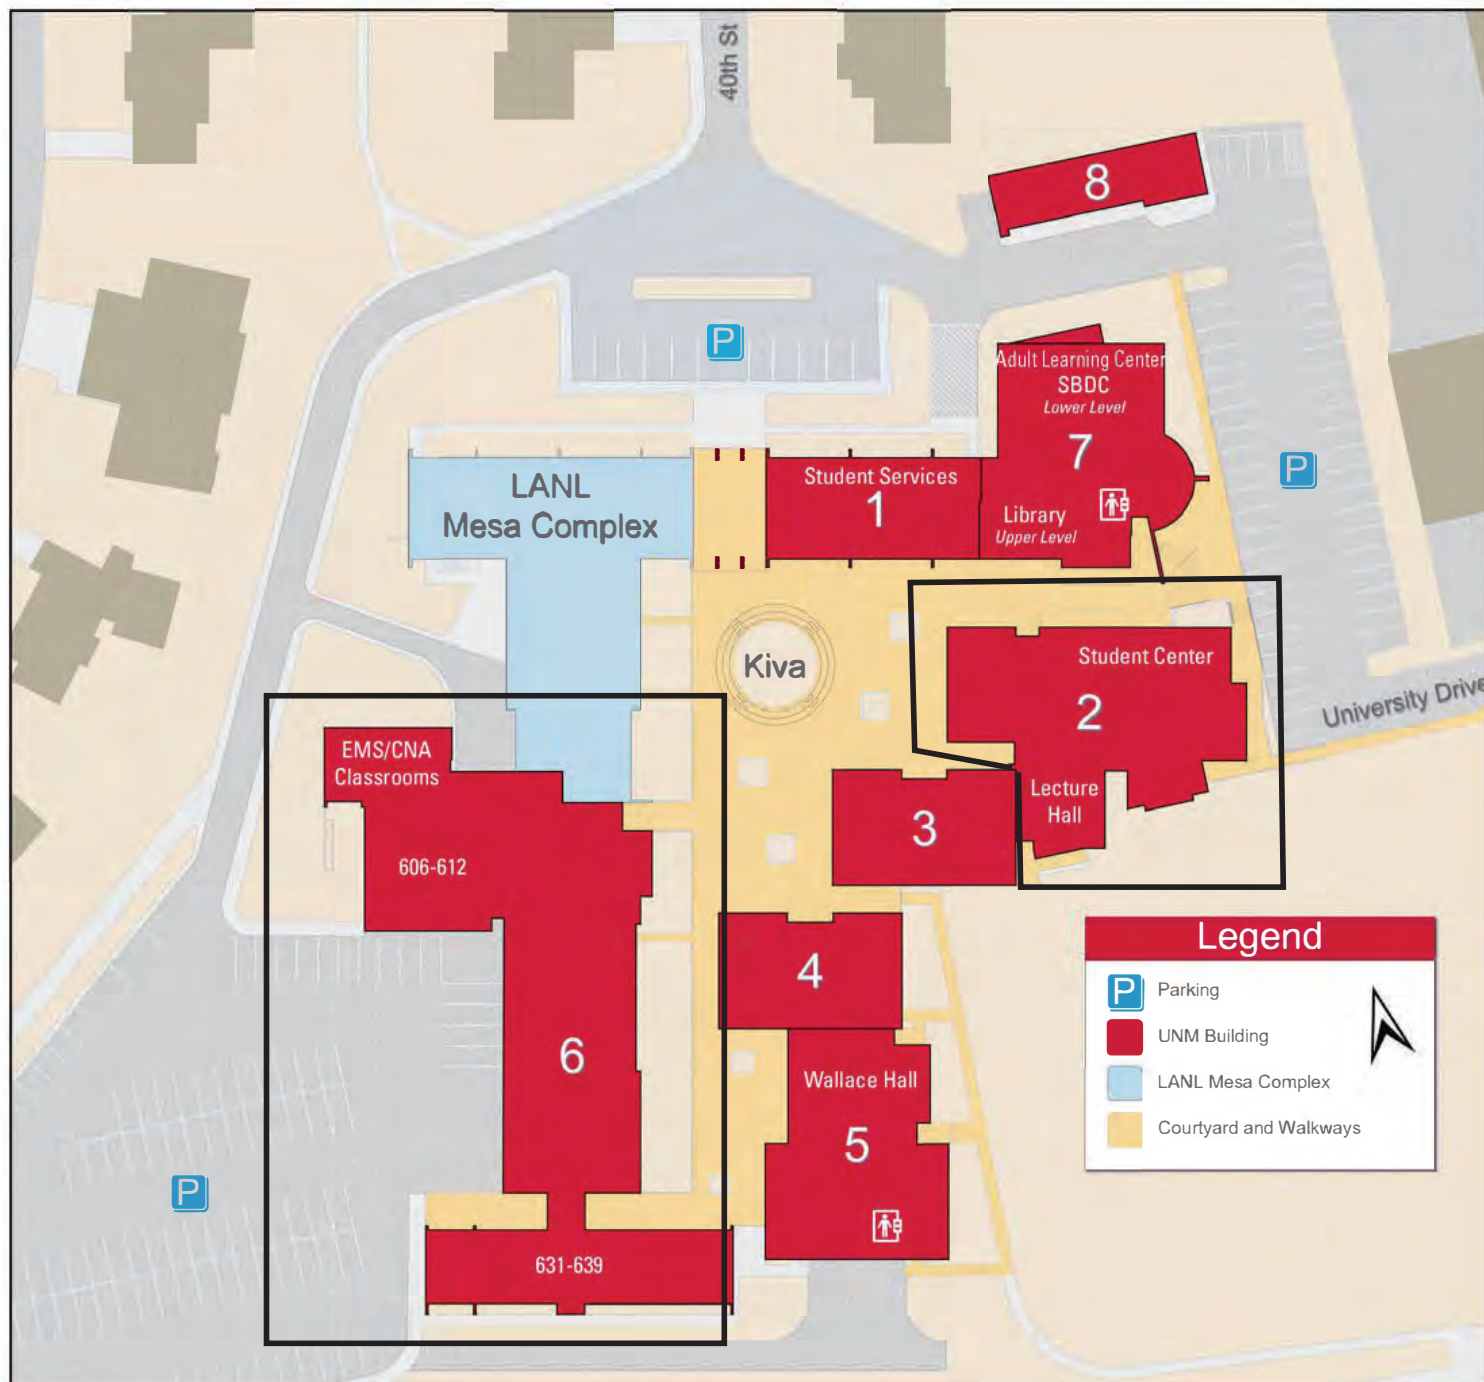 40th St
8
P
Adult Learning Center
SBDC
Lower Level
7
Library
Upper Level
P
Student Services
1
LANL
Mesa Complex
Kiva
Student Center
2
Lecture
Hall
University Drive
EMS/CNA
Classrooms
606-612
3
4
6
Wallace Hall
5
P
631-639
Legend
P Parking
UNM Building
LANL Mesa Complex
Courtyard and Walkways